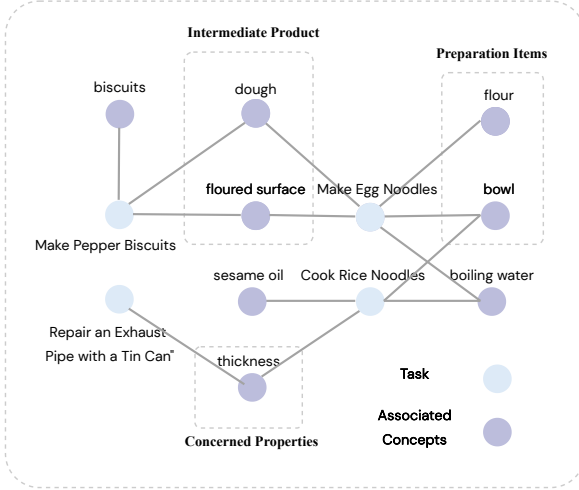 Intermediate Product
Preparation Items
biscuits
dough
flour
floured surface
Make Egg Noodles
bowl
Make Pepper Biscuits
sesame oil
Cook Rice Noodles
boiling water
Repair an Exhaust
Pipe with a Tin Can"
thickness
Task
Associated
Concepts
Concerned Properties